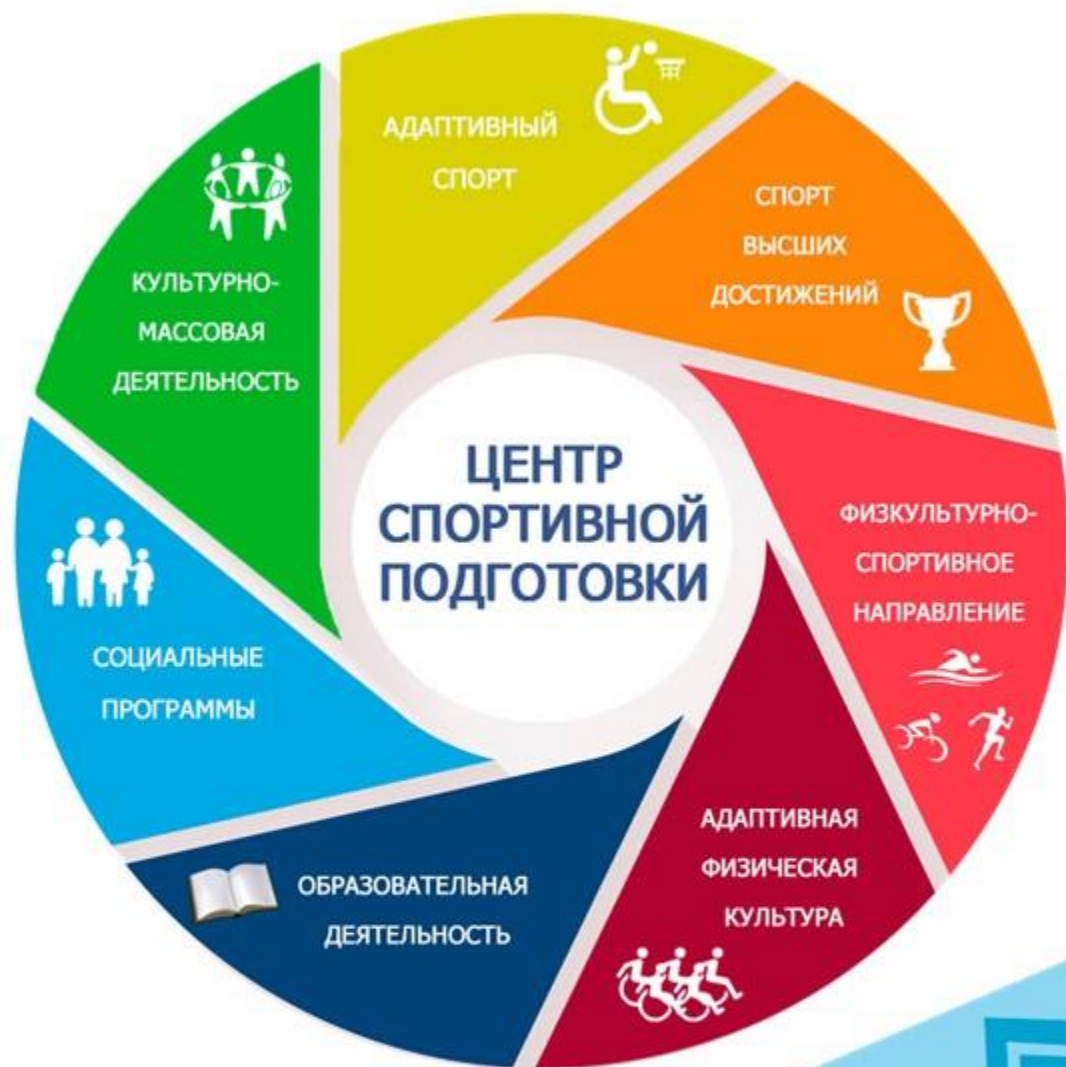 АДАПТИВНЫЙ
СПОРТ
СПОРТ
ВЫСШИХ
ДОСТИЖЕНИЙ
ФИЗКУЛЬТУРНО-
СПОРТИВНОЕ
НАПРАВЛЕНИЕ
АДАПТИВНАЯ
ФИЗИЧЕСКАЯ
КУЛЬТУРА
ОБРАЗОВАТЕЛЬНАЯ
ДЕЯТЕЛЬНОСТЬ
СОЦИАЛЬНЫЕ
ПРОГРАММЫ
КУЛЬТУРНО-
МАССОВАЯ
ДЕЯТЕЛЬНОСТЬ
ЦЕНТР
СПОРТИВНОЙ
ПОДГОТОВКИ